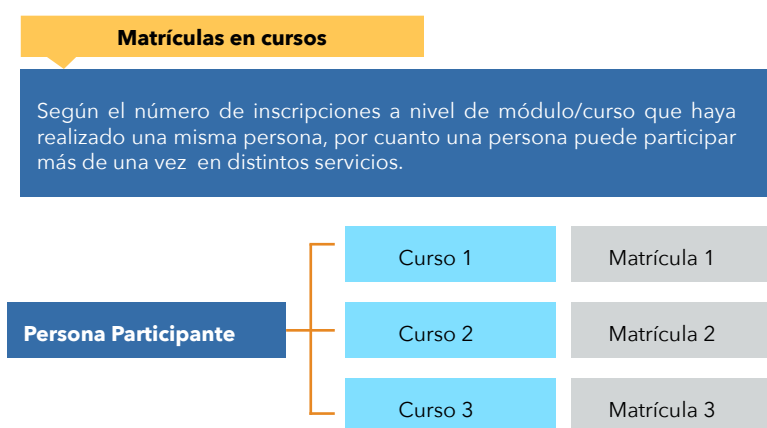 Matrículas en cursos
Según el número de inscripciones a nivel de módulo/curso que haya
realizado una misma persona, por cuanto una persona puede participar
más de una vez  en distintos servicios.
Curso 1
Matrícula 1
Persona Participante
Curso 2
Matrícula 2
Curso 3
Matrícula 3